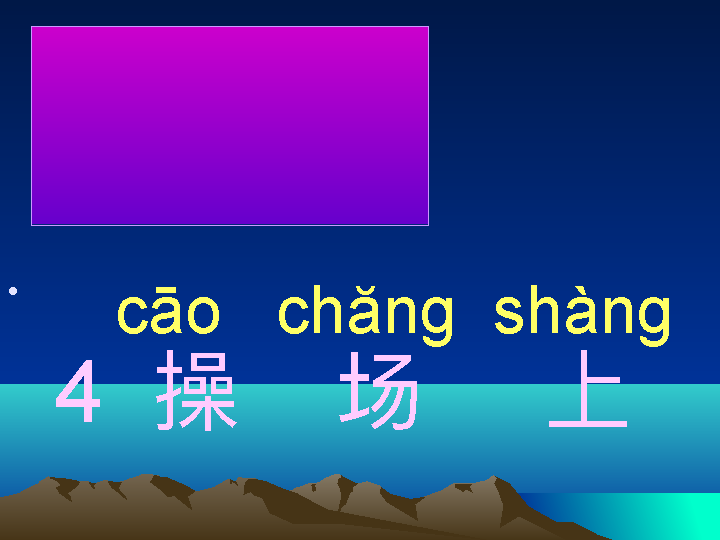 • cāo chăng shàng
4 操 场 上